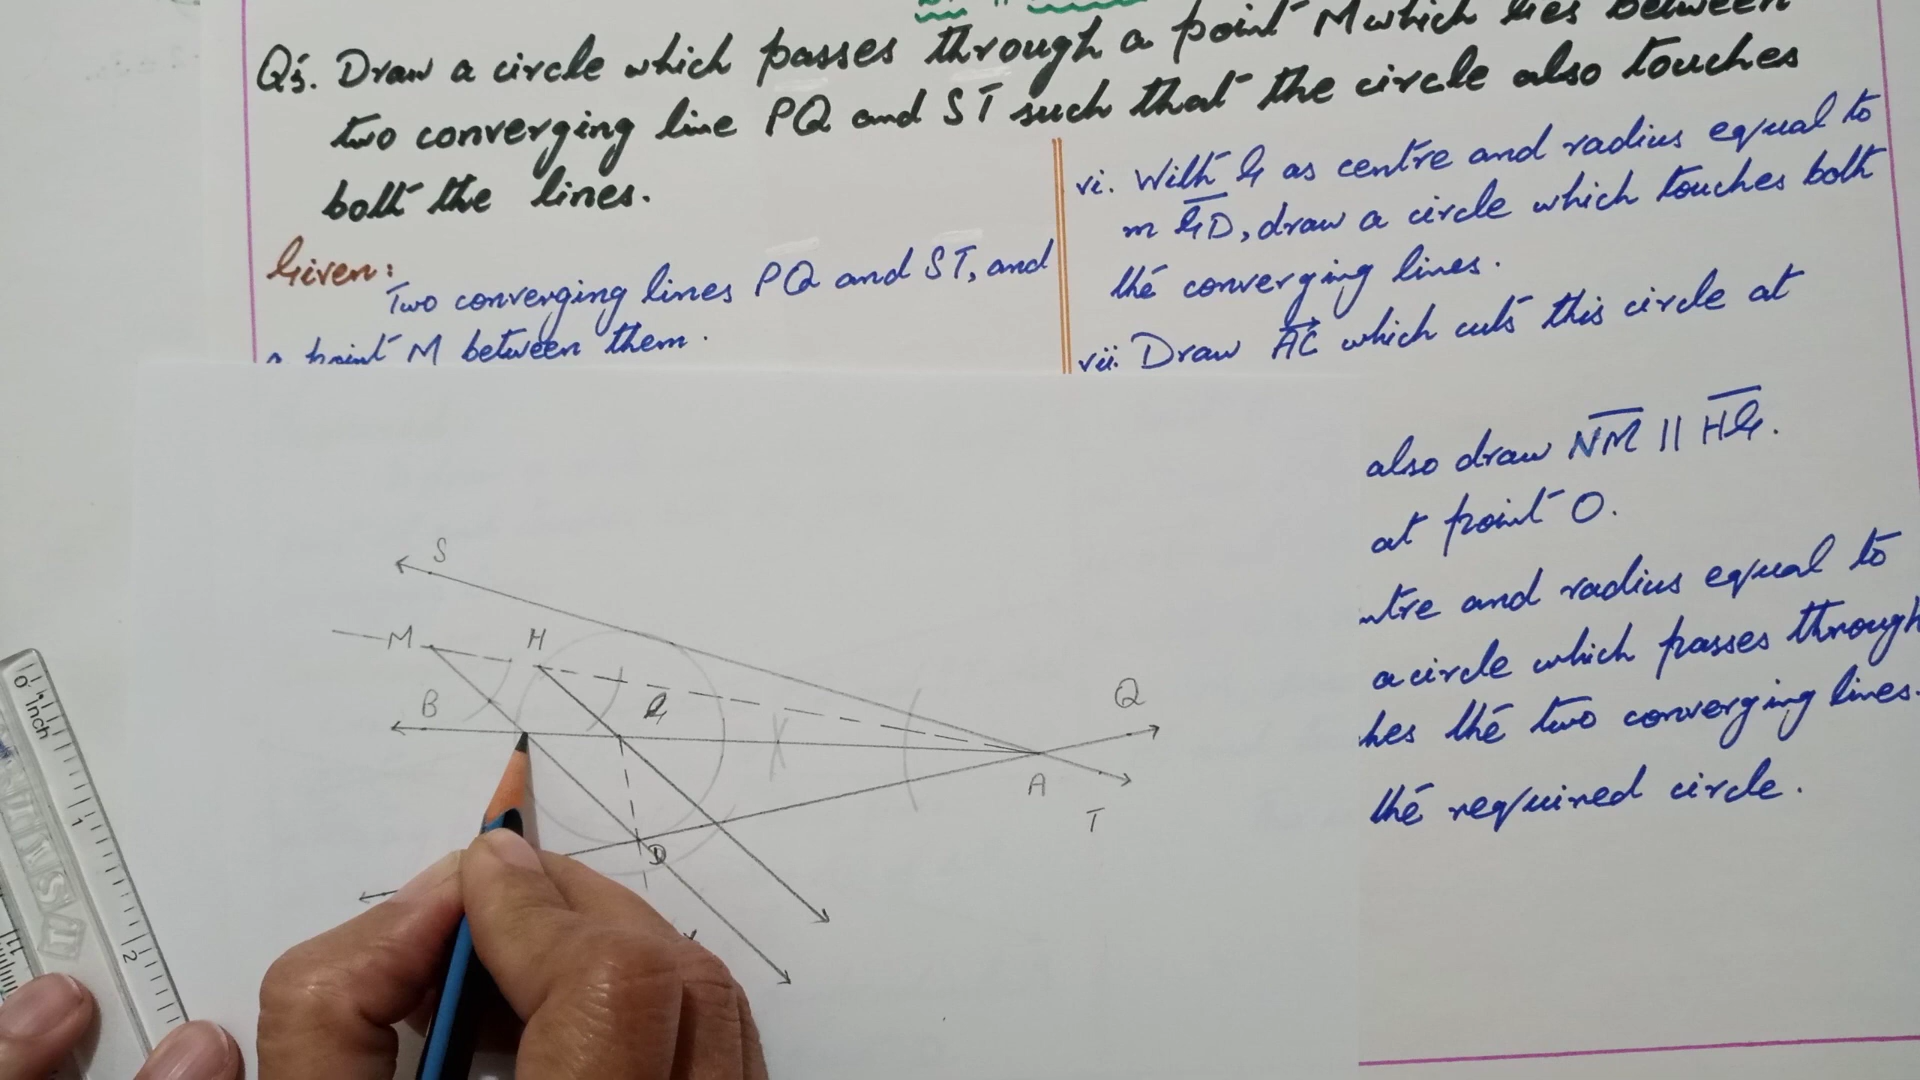 Q5. Draw a circle which passes through a point M which lies between
two converging line PQ and ST such that the circle also touches
both the lines.
Given:
Two converging lines PQ and ST, and
a point M between them.
vi. With G as centre and radius equal to
m GD, draw a circle which touches both
the converging lines.
vii. Draw AC which cuts this circle at
also draw NM || HG.
at point O.
ntre and radius equal to
a circle which passes through
hes the two converging lines.
the required circle.
S
M
H
B
G
Q
A
T
D
0
Inch
1
2